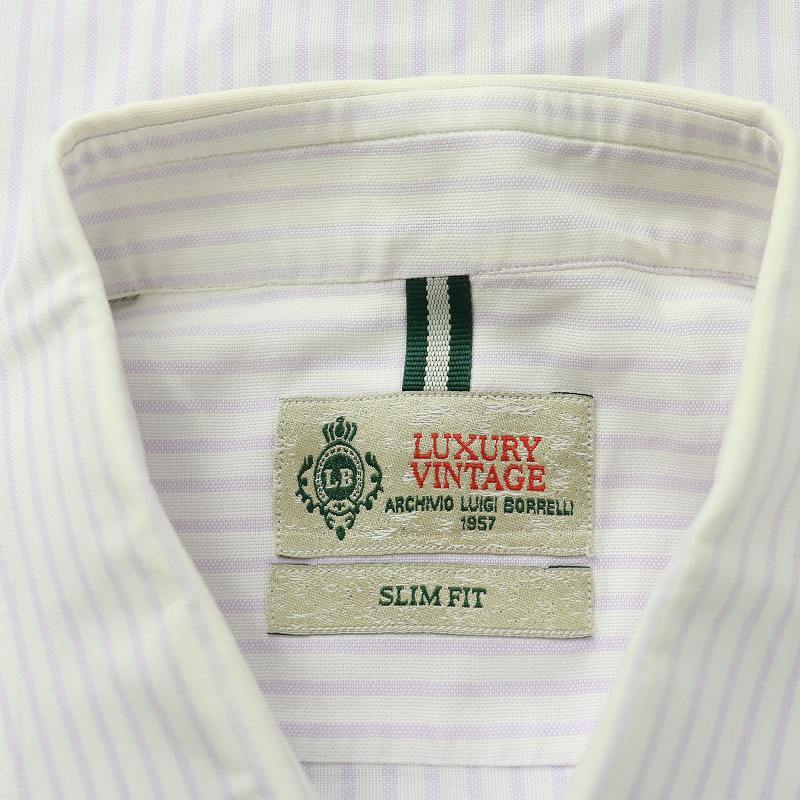 LB
LUXURY
VINTAGE
ARCHIVIO LUIGI BORRELLI
1957
SLIM FIT